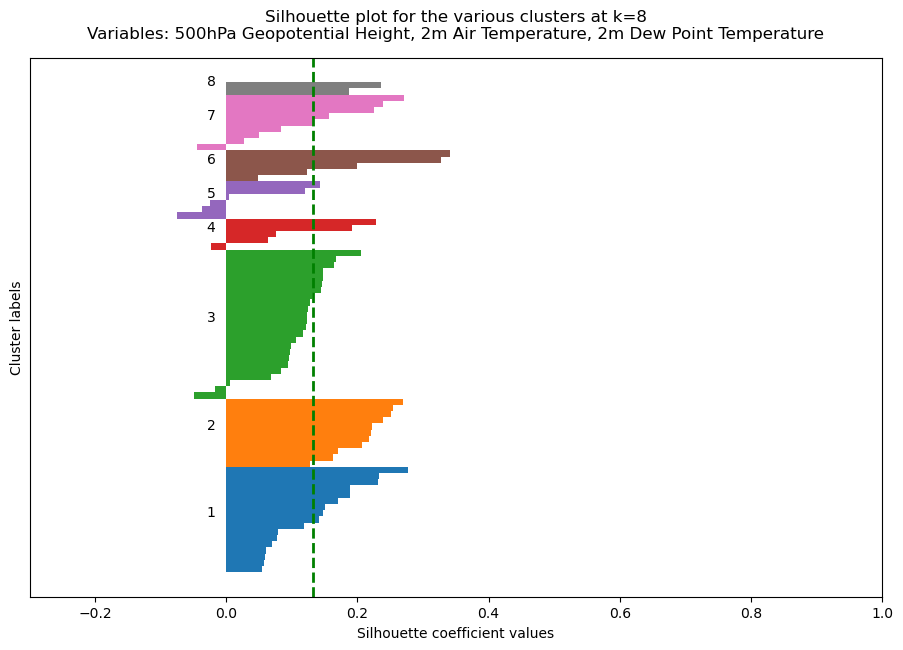 Silhouette plot for the various clusters at k=8
Variables: 500hPa Geopotential Height, 2m Air Temperature, 2m Dew Point Temperature
8
7
6
5
4
3
2
1
Cluster labels
−0.2 0.0 0.2 0.4 0.6 0.8 1.0
Silhouette coefficient values